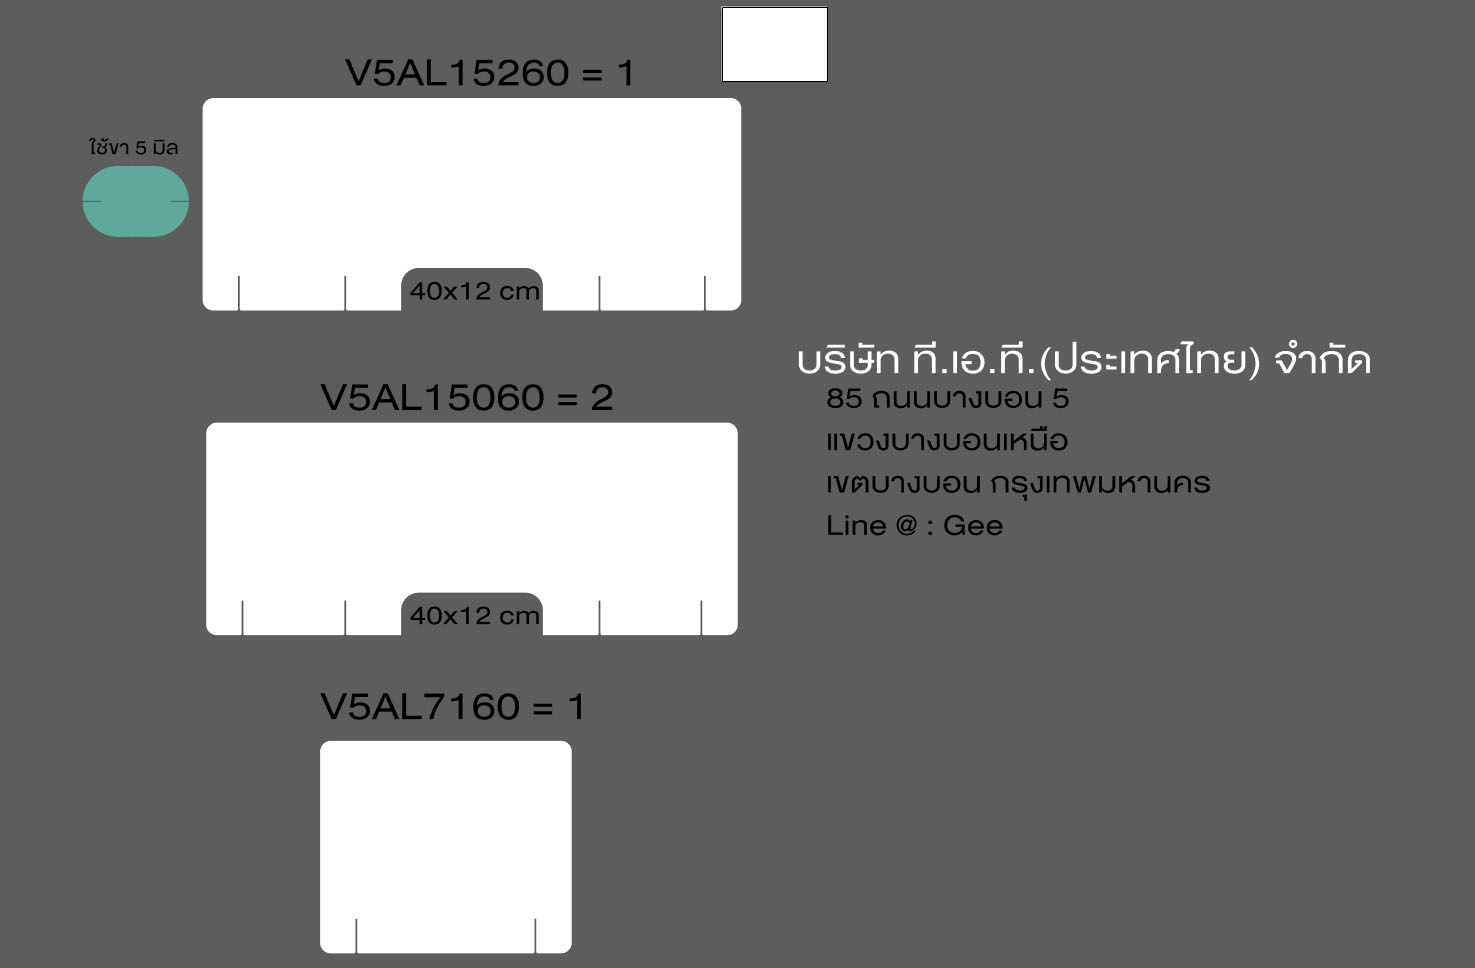 V5AL15260 = 1
ใช้ขา 5 มิล
40x12 cm
V5AL15060 = 2
40x12 cm
V5AL7160 = 1
บริษัท ที.เอ.ที.(ประเทศไทย) จำกัด
85 ถนนบางบอน 5
แขวงบางบอนเหนือ
เขตบางบอน กรุงเทพมหานคร
Line @ : Gee